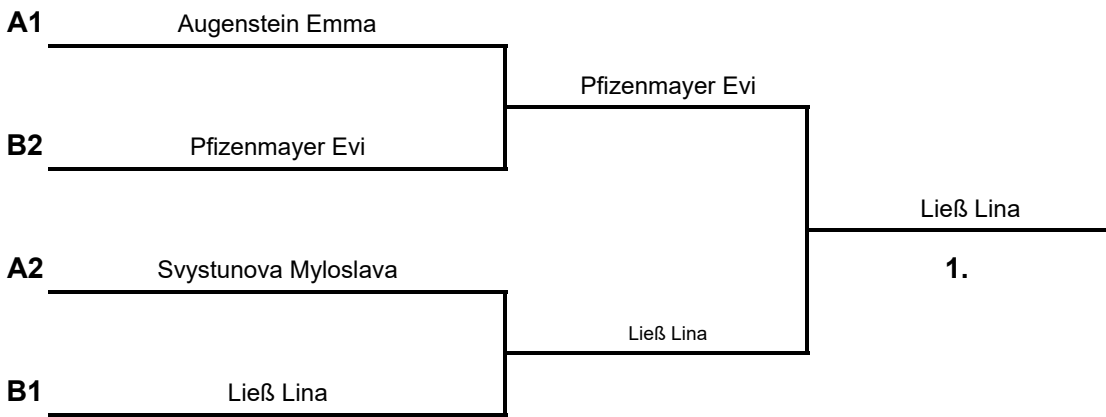 A1 Augenstein Emma
Pfizenmayer Evi
B2 Pfizenmayer Evi
Ließ Lina
A2 Svystunova Myloslava
1.
Ließ Lina
B1 Ließ Lina